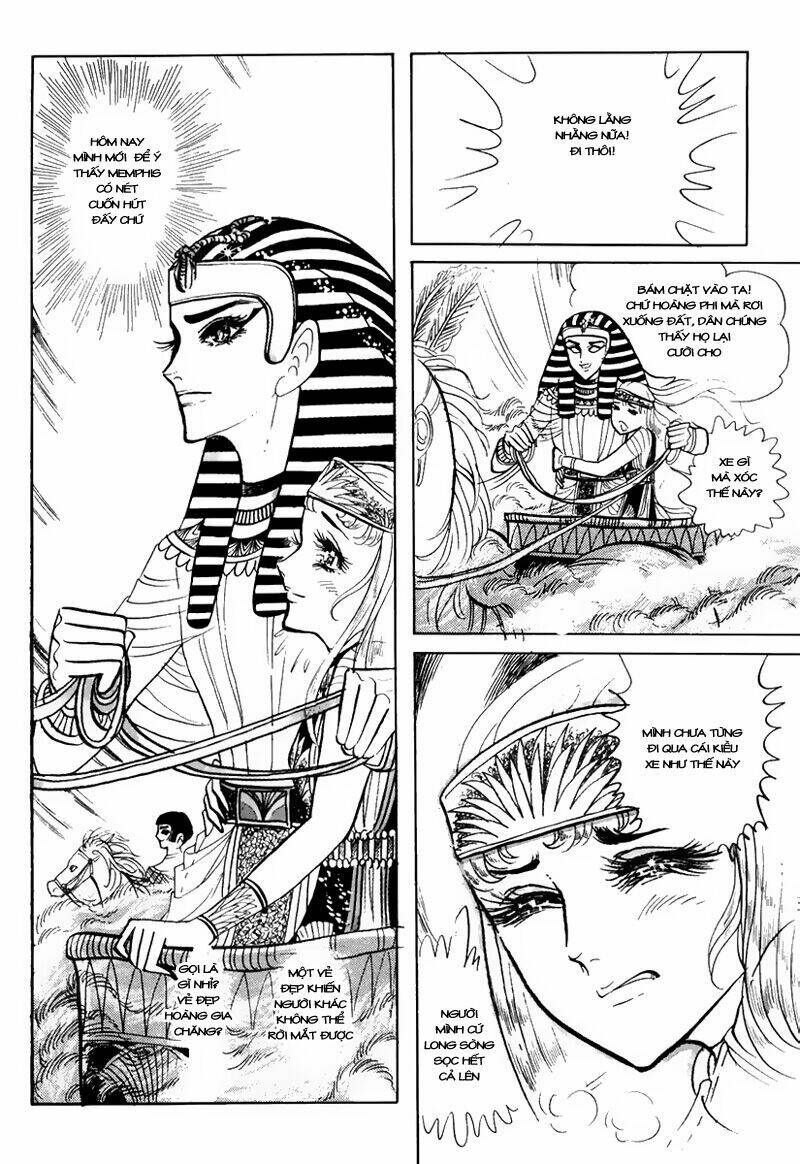 KHÔNG LẰNG
NHẰNG NỮA!
ĐI THÔI!
BÁM CHẶT VÀO TA!
CHỨ HOÀNG PHI MÀ RƠI
XUỐNG ĐẤT, DÂN CHÚNG
THẤY HỌ LẠI
CƯỜI CHO
XE GÌ
MÀ XÓC
THẾ NÀY?
MÌNH CHƯA TỪNG
ĐI QUA CÁI KIỂU
XE NHƯ THẾ NÀY
NGƯỜI
MÌNH CỨ
LONG SÒNG
SỌC HẾT
CẢ LÊN
HÔM NAY
MÌNH MỚI ĐỂ Ý
THẤY MEMPHIS
CÓ NÉT
CUỐN HÚT
ĐẤY CHỨ
MỘT VẺ
ĐẸP KHIẾN
NGƯỜI KHÁC
KHÔNG THỂ
RỜI MẮT ĐƯỢC
GỌI LÀ
GÌ NHỈ?
VẺ ĐẸP
HOÀNG GIA
CHĂNG?